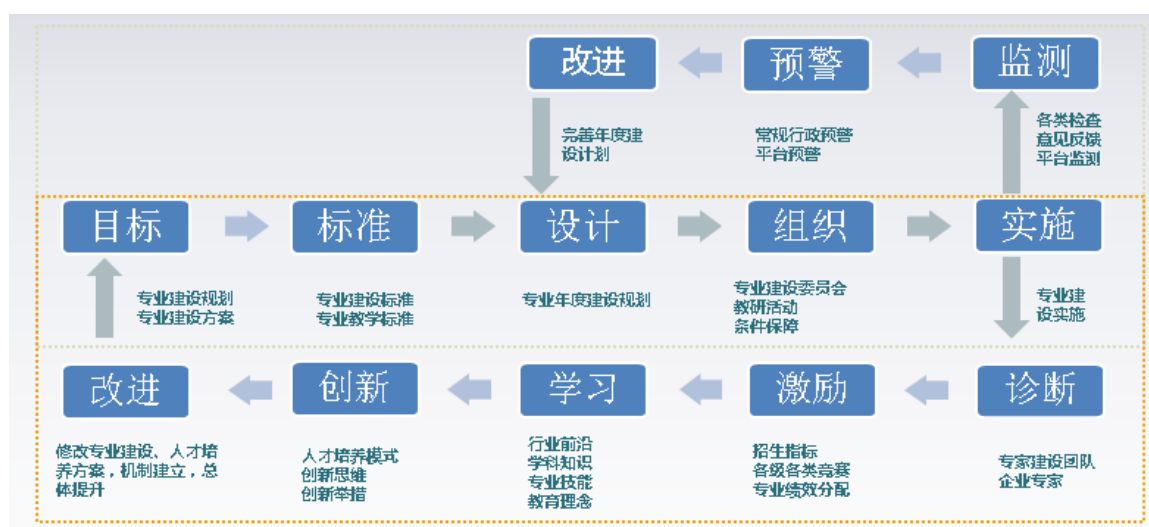 改进
预警
监测
完善年度建
设计划
常规行政预警
平台预警
各类检查
意见反馈
平台监测
目标
标准
设计
组织
实施
专业建设规划
专业建设方案
专业建设标准
专业教学标准
专业年度建设规划
专业建设委员会
教研活动
条件保障
专业建
设实施
改进
创新
学习
激励
诊断
修改专业建设、人才培
养方案，机制建立，总
体提升
人才培养模式
创新思维
创新举措
行业前沿
学科知识
专业技能
教育理念
招生指标
各级各类竞赛
专业绩效分配
专家建设团队
企业专家